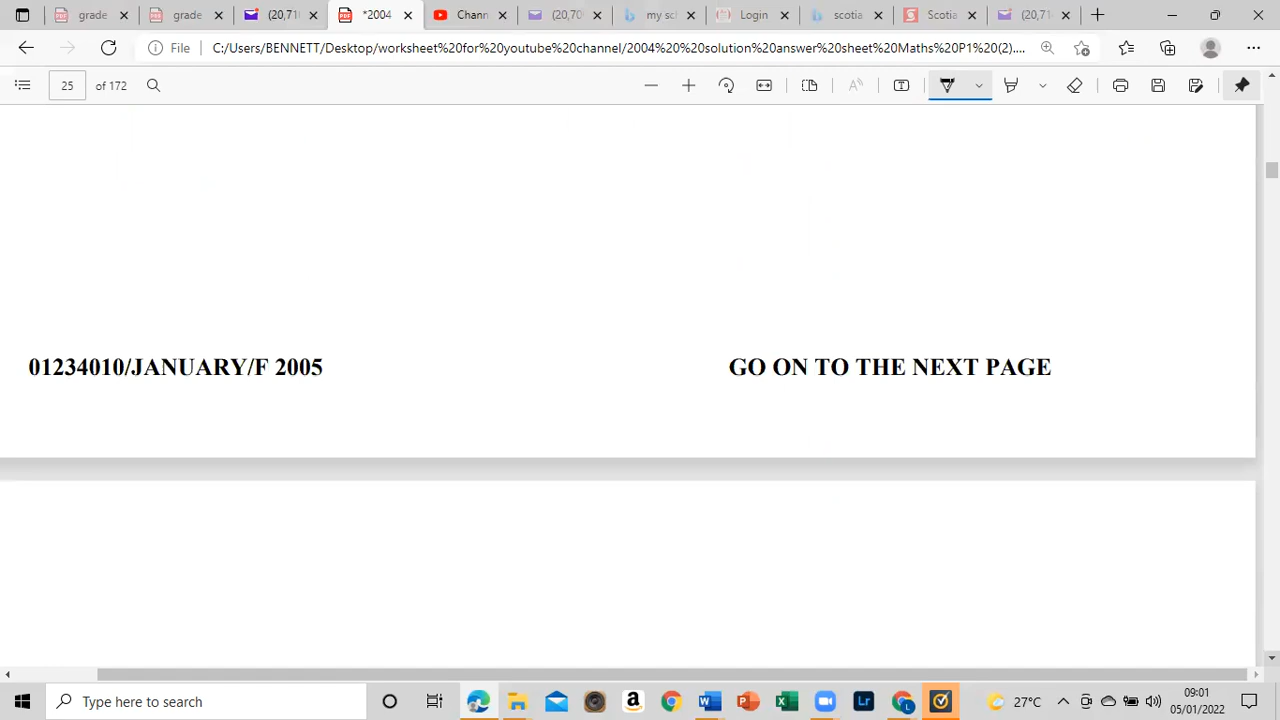 grade
grade
(20,71
*2004
Chann
(20,70
my scl
Login
scotia
Scotia
(20,71
File
C:/Users/BENNETT/Desktop/worksheet%20for%20youtube%20channel/2004%20%20solution%20answer%20sheet%20Maths%20P1%20(2)....
25 of 172
01234010/JANUARY/F 2005
GO ON TO THE NEXT PAGE
Type here to search
27°C
09:01
05/01/2022